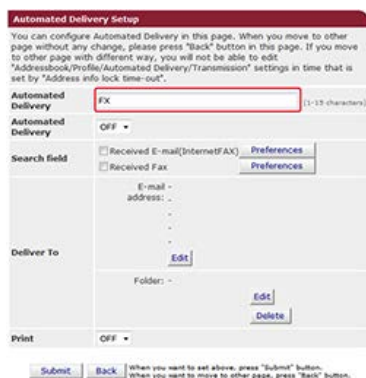 Automated Delivery Setup
You can configure Automated Delivery in this page. When you move to other
page without any change, please press "Back" button in this page. If you move
to other page with different way, you will not be able to edit
"Addressbook/Profile/Automated Delivery/Transmission" settings in time that is
set by "Address info lock time-out".
Automated
Delivery
FX
(1-15 characters)
Automated
Delivery
OFF
Search field
Received E-mail(InternetFAX)
Preferences
Received Fax
Preferences
Deliver To
E-mail -
address: -
-
-
-
Edit
Folder: -
Edit
Delete
Print
OFF
Submit
Back
When you want to set above, press "Submit" button.
When you want to move to other page, press "Back" button.